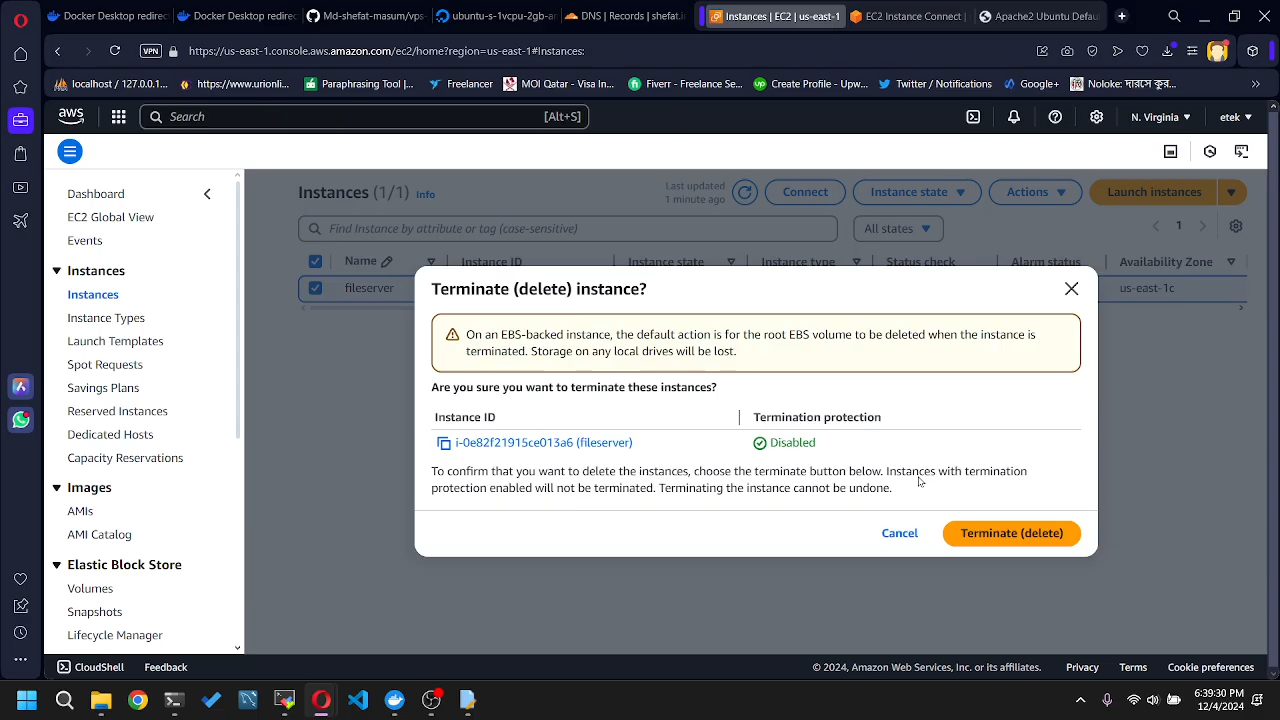 Docker Desktop redirec
Docker Desktop redirec
Md-shefat-masum/vps-
ubuntu-s-1vcpu-2gb-ar
DNS | Records | shefat.i
Instances | EC2 | us-east-1
EC2 Instance Connect |
Apache2 Ubuntu Defau
VPN
https://us-east-1.console.aws.amazon.com/ec2/home?region=us-east-1#Instances:
localhost / 127.0.0.1...
https://www.urionli...
Paraphrasing Tool |...
Freelancer
MOI Qatar - Visa In...
Fiverr - Freelance Se...
Create Profile - Upw...
Twitter / Notifications
Google+
aws
Search
[Alt+S]
N. Virginia
etek
Dashboard
EC2 Global View
Events
Instances
Instances
Instance Types
Launch Templates
Spot Requests
Savings Plans
Reserved Instances
Dedicated Hosts
Capacity Reservations
Images
AMIs
AMI Catalog
Elastic Block Store
Volumes
Snapshots
Lifecycle Manager
Instances (1/1)
Info
Last updated
1 minute ago
Connect
Instance state
Actions
Launch instances
Find Instance by attribute or tag (case-sensitive)
All states
1
Name
Instance ID
Instance state
Instance type
Status check
Alarm status
Availability Zone
fileserver
us-east-1c
Terminate (delete) instance?
On an EBS-backed instance, the default action is for the root EBS volume to be deleted when the instance is
terminated. Storage on any local drives will be lost.
Are you sure you want to terminate these instances?
Instance ID
Termination protection
i-0e82f21915ce013a6 (fileserver)
Disabled
To confirm that you want to delete the instances, choose the terminate button below. Instances with termination
protection enabled will not be terminated. Terminating the instance cannot be undone.
Cancel
Terminate (delete)
CloudShell
Feedback
© 2024, Amazon Web Services, Inc. or its affiliates.
Privacy
Terms
Cookie preferences
6:39:30 PM
12/4/2024